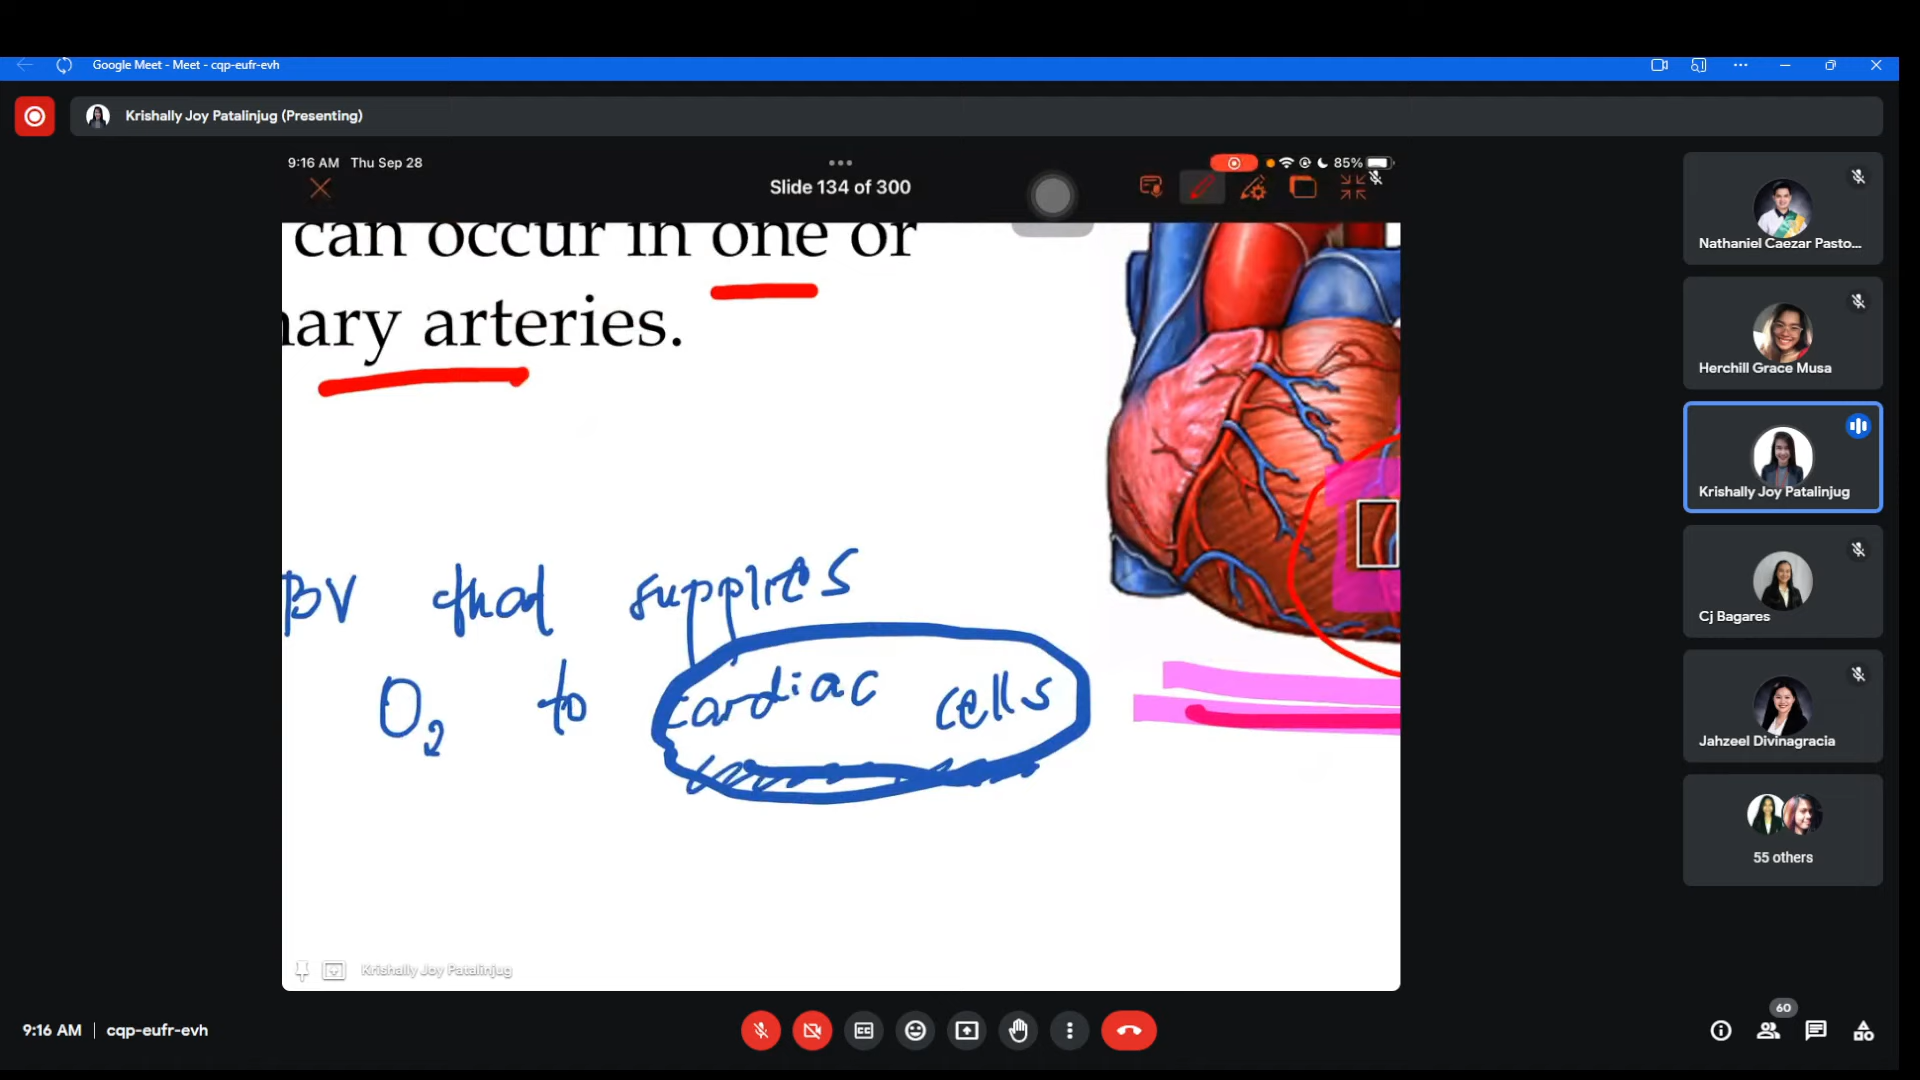 Google Meet - Meet - cqp-eufr-evh
Krishally Joy Patalinjug (Presenting)
9:16 AM Thu Sep 28
85%
Slide 134 of 300
can occur in one or
nary arteries.
BV that supplies
O2 to cardiac cells
Krishally Joy Patalinjug
Nathaniel Caezar Pasto...
Herchill Grace Musa
Krishally Joy Patalinjug
Cj Bagares
Jahzeel Divinagracia
55 others
9:16 AM | cqp-eufr-evh
60